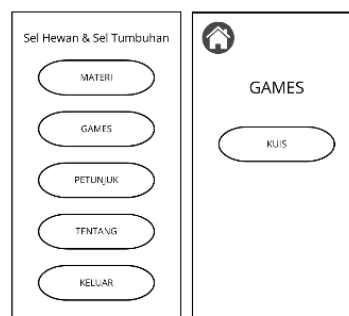 Sel Hewan & Sel Tumbuhan
MATERI
GAMES
PETUNJUK
TENTANG
KELUAR
GAMES
KUIS